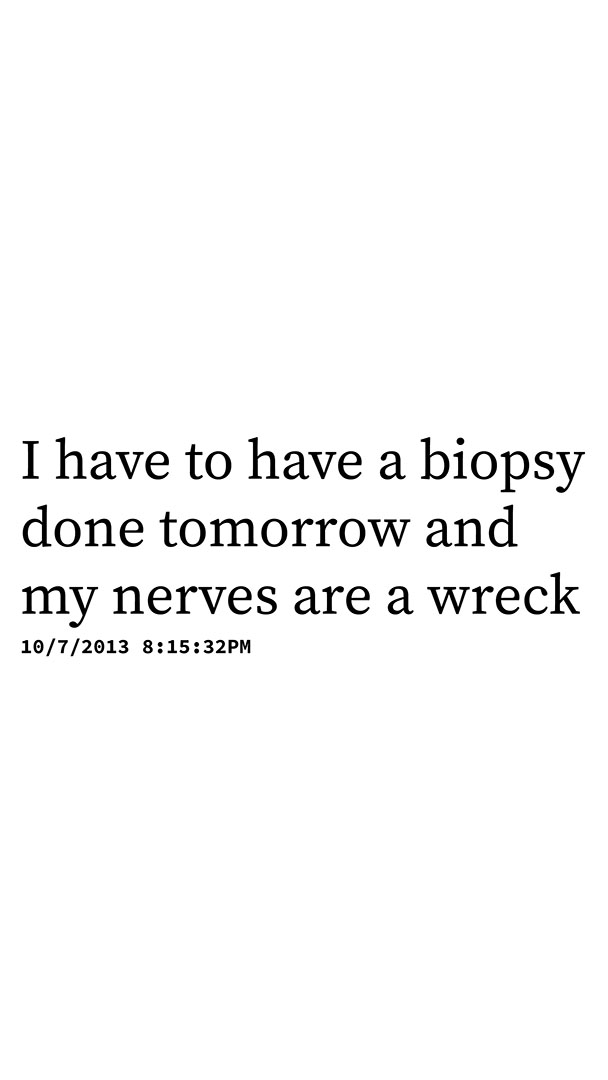 I have to have a biopsy
done tomorrow and
my nerves are a wreck
10/7/2013 8:15:32PM